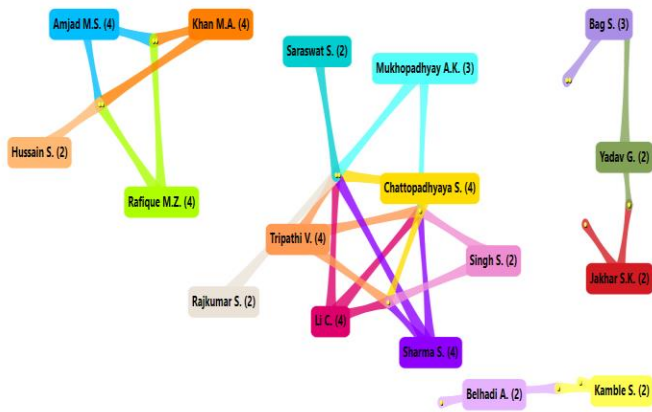 Amjad M.S. (4)
Khan M.A. (4)
Bag S. (3)
Saraswat S. (2)
Mukhopadhyay A.K. (3)
Hussain S. (2)
Yadav G. (2)
Chattopadhyaya S. (4)
Rafique M.Z. (4)
Tripathi V. (4)
Singh S. (2)
Jakhar S.K. (2)
Rajkumar S. (2)
Li C. (4)
Sharma S. (4)
Belhadi A. (2)
Kamble S. (2)